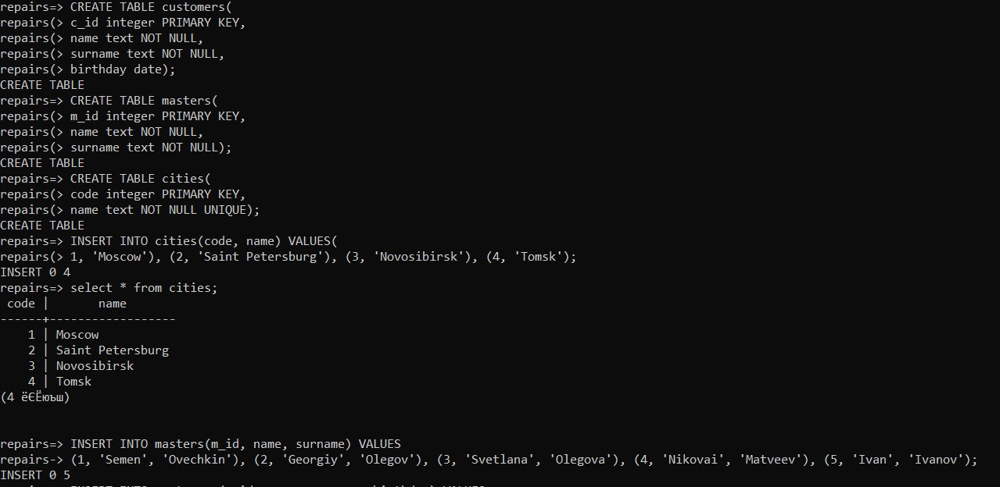 repairs=> CREATE TABLE customers(
repairs(> c_id integer PRIMARY KEY,
repairs(> name text NOT NULL,
repairs(> surname text NOT NULL,
repairs(> birthday date);
CREATE TABLE
repairs=> CREATE TABLE masters(
repairs(> m_id integer PRIMARY KEY,
repairs(> name text NOT NULL,
repairs(> surname text NOT NULL);
CREATE TABLE
repairs=> CREATE TABLE cities(
repairs(> code integer PRIMARY KEY,
repairs(> name text NOT NULL UNIQUE);
CREATE TABLE
repairs=> INSERT INTO cities(code, name) VALUES(
repairs(> 1, 'Moscow'), (2, 'Saint Petersburg'), (3, 'Novosibirsk'), (4, 'Tomsk');
INSERT 0 4
repairs=> select * from cities;
 code |       name
------+------------------
    1 | Moscow
    2 | Saint Petersburg
    3 | Novosibirsk
    4 | Tomsk
(4 ёЄЁюъш)
repairs=> INSERT INTO masters(m_id, name, surname) VALUES
repairs-> (1, 'Semen', 'Ovechkin'), (2, 'Georgiy', 'Olegov'), (3, 'Svetlana', 'Olegova'), (4, 'Nikovai', 'Matveev'), (5, 'Ivan', 'Ivanov');
INSERT 0 5